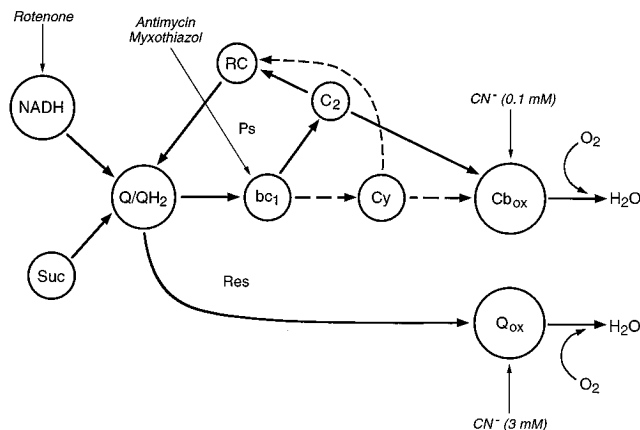 Rotenone
Antimycin
Myxothiazol
RC
C₂
CN⁻ (0.1 mM)
NADH
Ps
O₂
Q/QH₂
bc₁
Cy
Cbₒₓ
H₂O
Suc
Res
Qₒₓ
H₂O
O₂
CN⁻ (3 mM)